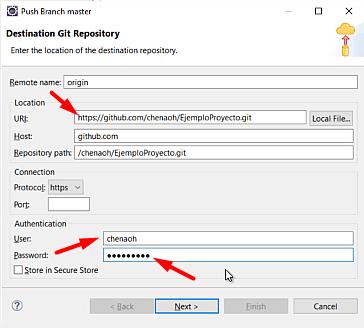 Push Branch master
Destination Git Repository
Enter the location of the destination repository.
Remote name: origin
Location
URI: https://github.com/chenaoh/EjemploProyecto.git Local File...
Host: github.com
Repository path: /chenaoh/EjemploProyecto.git
Connection
Protocol: https
Port:
Authentication
User: chenaoh
Password: ●●●●●●●●●
Store in Secure Store
? < Back Next > Finish Cancel